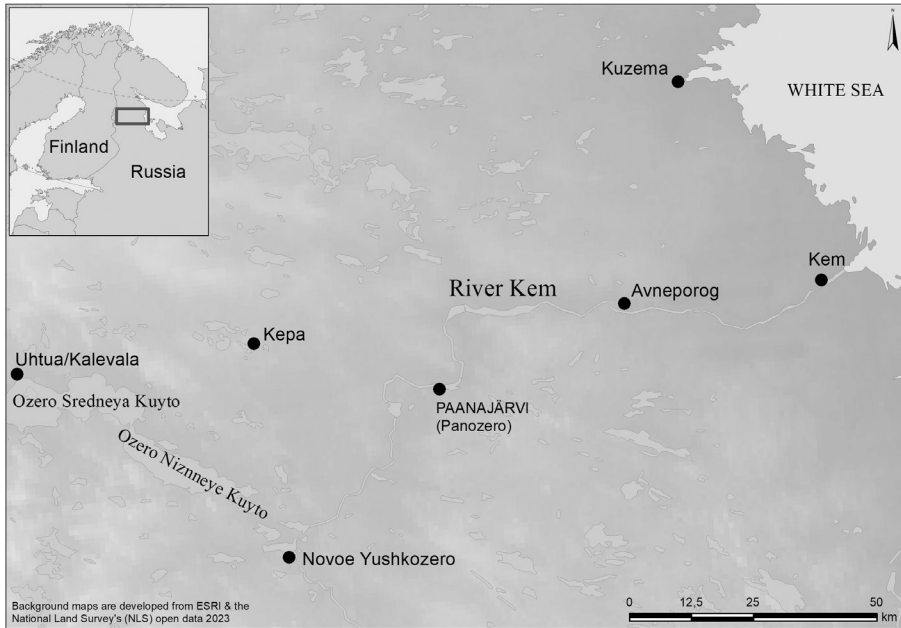 N
Kuzema
WHITE SEA
Finland
Russia
Kem
River Kem
Avneporog
Kepa
Uhtua/Kalevala
Ozero Sredneya Kuyto
PAANAJÄRVI
(Panozero)
Ozero Niznneye Kuyto
Novoe Yushkozero
Background maps are developed from ESRI & the
National Land Survey's (NLS) open data 2023
0 12,5 25 50
km